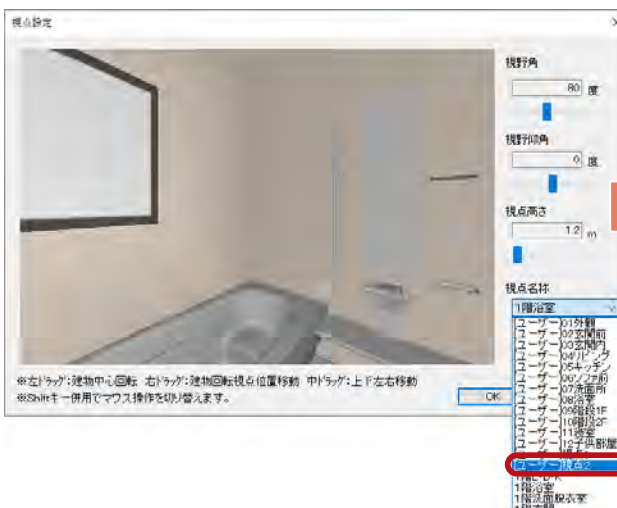 視点設定
視野角
80 度
視野仰角
0 度
視点高さ
1.2 m
視点名称
1階浴室
[ユーザー]01外観
[ユーザー]02玄関前
[ユーザー]03玄関内
[ユーザー]04リビング
[ユーザー]05キッチン
[ユーザー]06ソファ前
[ユーザー]07洗面所
[ユーザー]08浴室
[ユーザー]09階段1F
[ユーザー]10階段2F
[ユーザー]11寝室
[ユーザー]12子供部屋
[ユーザー]視点2
1階浴室
1階洗面脱衣室
※左ドラッグ:建物中心回転 右ドラッグ:建物回転視点位置移動 中ドラッグ:上下左右移動
※Shiftキー併用でマウス操作を切り替えます。
OK